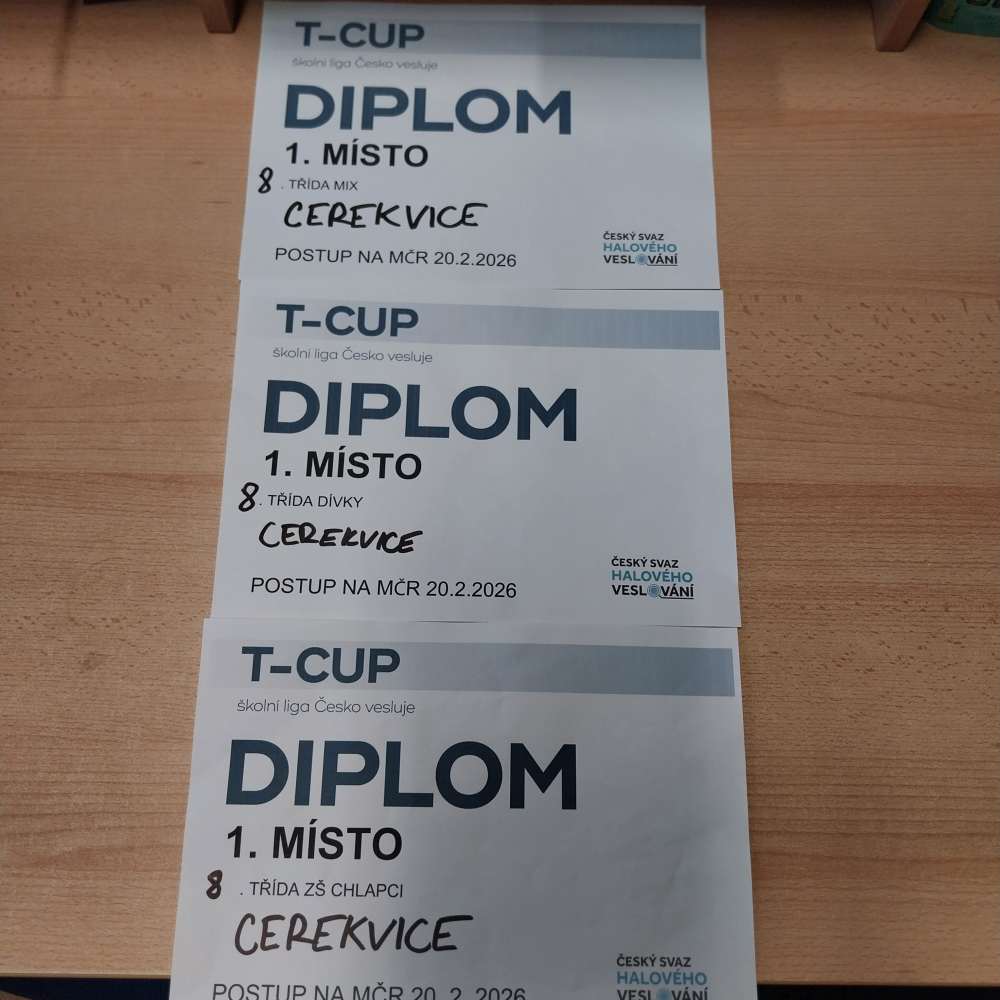 T-CUP
školní liga Česko vesluje
DIPLOM
1. MÍSTO
8. TŘÍDA MIX
CEREKVICE
POSTUP NA MČR 20.2.2026
ČESKÝ SVAZ
HALOVÉHO
VESLOVÁNÍ
T-CUP
školní liga Česko vesluje
DIPLOM
1. MÍSTO
8. TŘÍDA DÍVKY
CEREKVICE
POSTUP NA MČR 20.2.2026
ČESKÝ SVAZ
HALOVÉHO
VESLOVÁNÍ
T-CUP
školní liga Česko vesluje
DIPLOM
1. MÍSTO
8. TŘÍDA ZŠ CHLAPCI
CEREKVICE
POSTUP NA MČR 20. 2. 2026
ČESKÝ SVAZ
HALOVÉHO
VESLOVÁNÍ